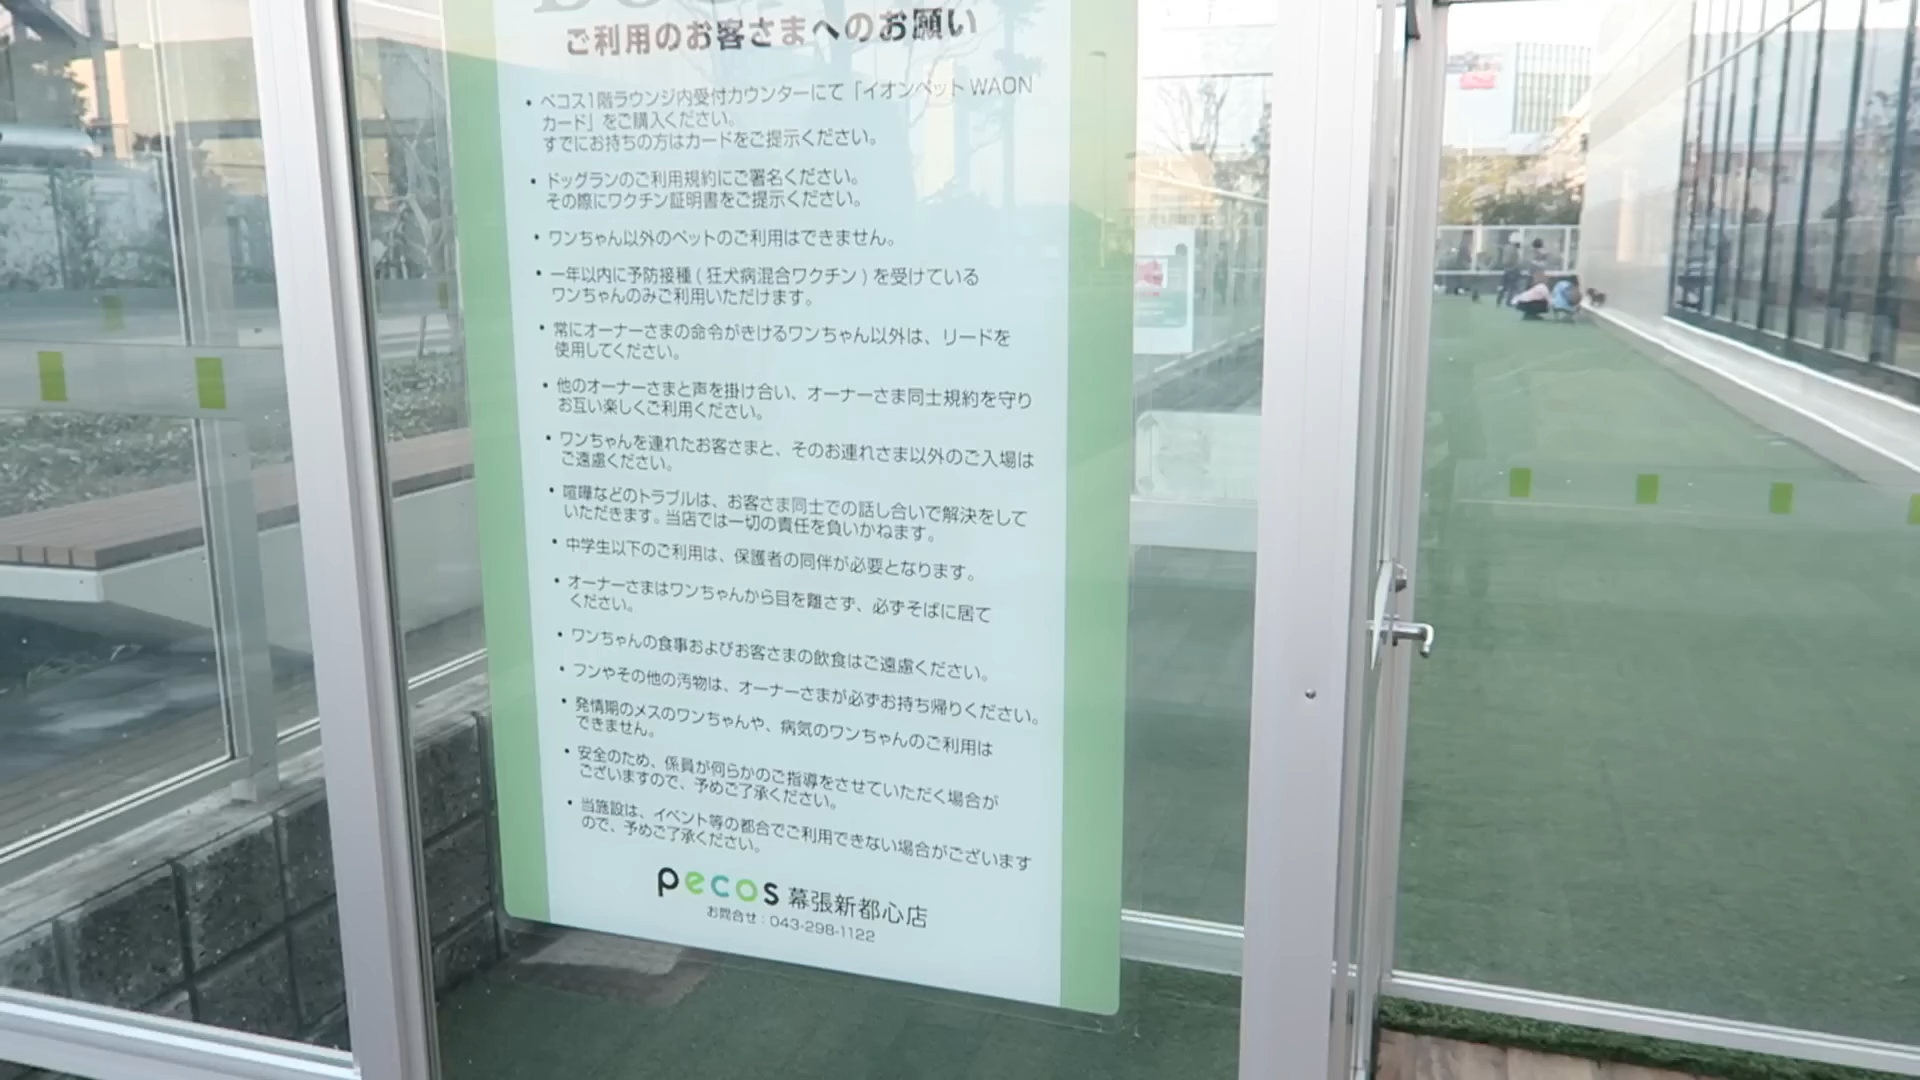 ご利用のお客さまへのお願い
・ペコス1階ラウンジ内受付カウンターにて「イオンペット WAON
カード」をご購入ください。
すでにお持ちの方はカードをご提示ください。
・ドッグランのご利用規約にご署名ください。
その際にワクチン証明書をご提示ください。
・ワンちゃん以外のペットのご利用はできません。
・一年以内に予防接種(狂犬病混合ワクチン)を受けている
ワンちゃんのみご利用いただけます。
・常にオーナーさまの命令がきけるワンちゃん以外は、リードを
使用してください。
・他のオーナーさまと声を掛け合い、オーナーさま同士規約を守り
お互い楽しくご利用ください。
・ワンちゃんを連れたお客さまと、そのお連れさま以外のご入場は
ご遠慮ください。
・喧嘩などのトラブルは、お客さま同士での話し合いで解決をして
いただきます。当店では一切の責任を負いかねます。
・中学生以下のご利用は、保護者の同伴が必要となります。
・オーナーさまはワンちゃんから目を離さず、必ずそばに居て
ください。
・ワンちゃんの食事およびお客さまの飲食はご遠慮ください。
・フンやその他の汚物は、オーナーさまが必ずお持ち帰りください。
・発情期のメスのワンちゃんや、病気のワンちゃんのご利用は
できません。
・安全のため、係員が何らかのご指導をさせていただく場合が
ございますので、予めご了承ください。
・当施設は、イベント等の都合でご利用できない場合がございます
ので、予めご了承ください。
pecos 幕張新都心店
お問合せ:043-298-1122